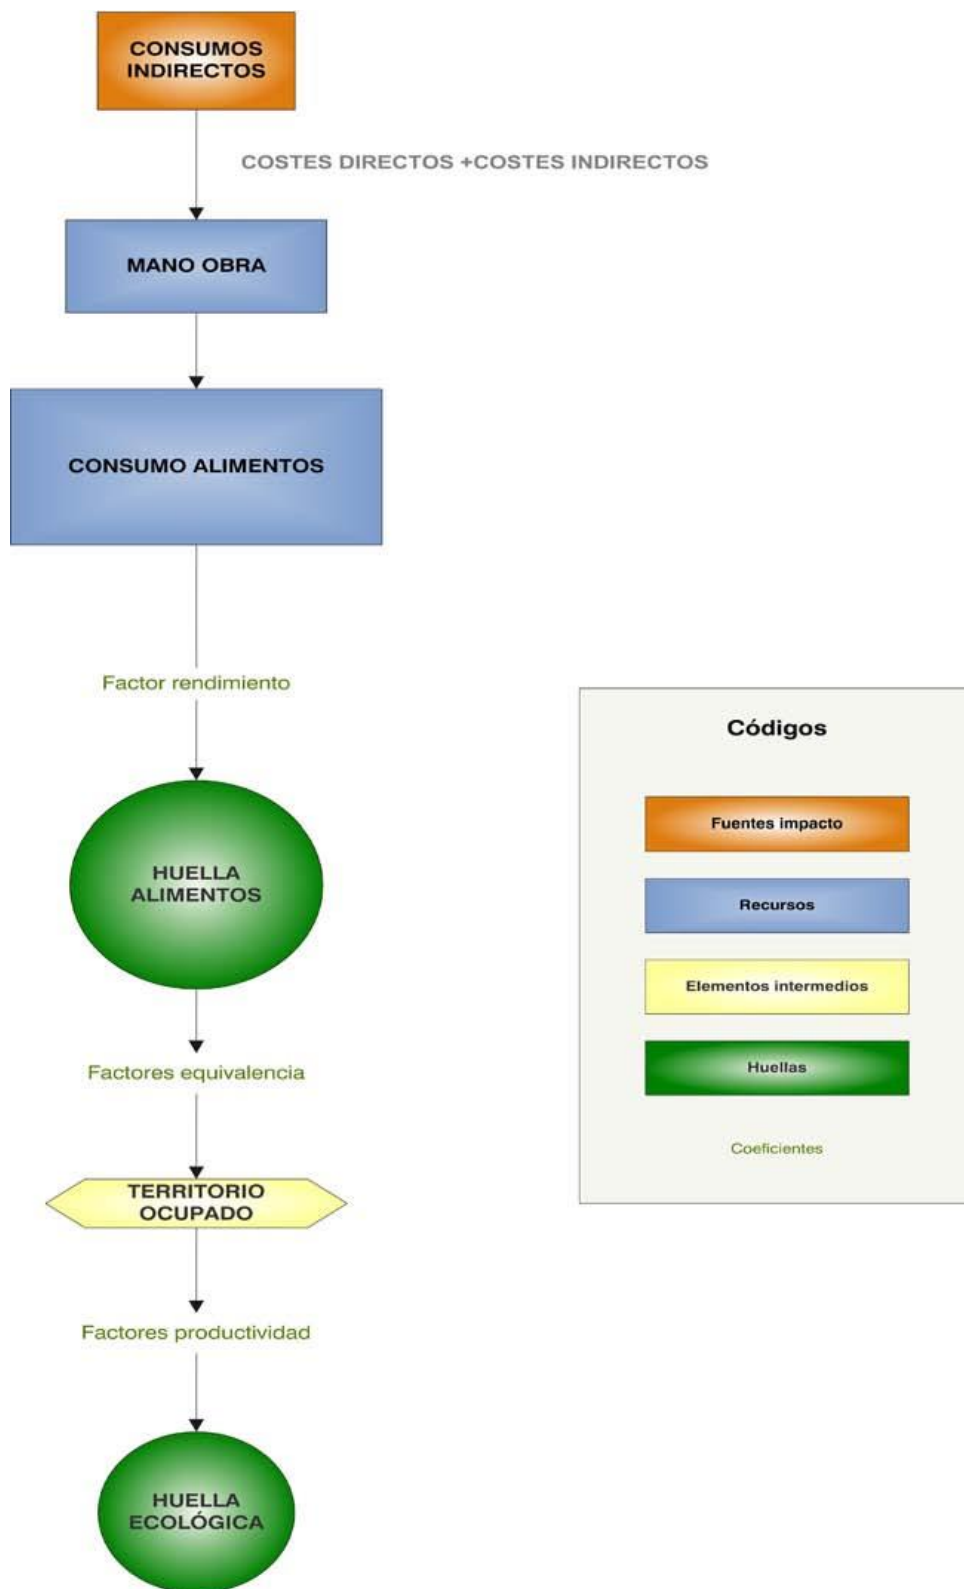 CONSUMOS
INDIRECTOS
COSTES DIRECTOS +COSTES INDIRECTOS
MANO OBRA
CONSUMO ALIMENTOS
Factor rendimiento
HUELLA
ALIMENTOS
Factores equivalencia
TERRITORIO
OCUPADO
Factores productividad
HUELLA
ECOLÓGICA
Códigos
Fuentes impacto
Recursos
Elementos intermedios
Huellas
Coeficientes